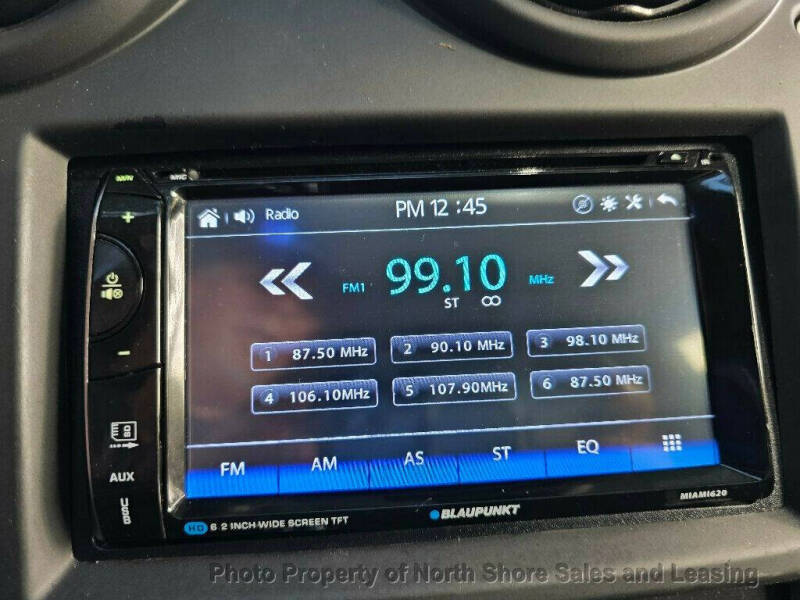 MIC
Radio
PM 12 :45
FM1
99.10
MHz
ST
1 87.50 MHz
2 90.10 MHz
3 98.10 MHz
4 106.10MHz
5 107.90MHz
6 87.50 MHz
FM
AM
AS
ST
EQ
AUX
USB
BLAUPUNKT
MIAMI620
HD 6 2 INCH WIDE SCREEN TFT
Photo Property of North Shore Sales and Leasing